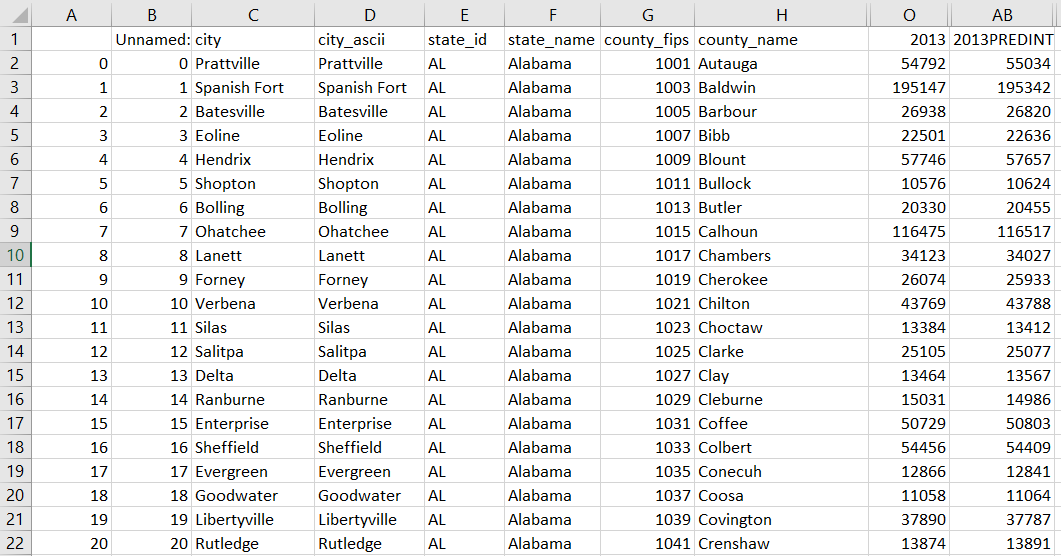 A B C D E F G H O AB
1 Unnamed: city city_ascii state_id state_name county_fips county_name 2013 2013PREDINT
2 0 0 Prattville Prattville AL Alabama 1001 Autauga 54792 55034
3 1 1 Spanish Fort Spanish Fort AL Alabama 1003 Baldwin 195147 195342
4 2 2 Batesville Batesville AL Alabama 1005 Barbour 26938 26820
5 3 3 Eoline Eoline AL Alabama 1007 Bibb 22501 22636
6 4 4 Hendrix Hendrix AL Alabama 1009 Blount 57746 57657
7 5 5 Shopton Shopton AL Alabama 1011 Bullock 10576 10624
8 6 6 Bolling Bolling AL Alabama 1013 Butler 20330 20455
9 7 7 Ohatchee Ohatchee AL Alabama 1015 Calhoun 116475 116517
10 8 8 Lanett Lanett AL Alabama 1017 Chambers 34123 34027
11 9 9 Forney Forney AL Alabama 1019 Cherokee 26074 25933
12 10 10 Verbena Verbena AL Alabama 1021 Chilton 43769 43788
13 11 11 Silas Silas AL Alabama 1023 Choctaw 13384 13412
14 12 12 Salitpa Salitpa AL Alabama 1025 Clarke 25105 25077
15 13 13 Delta Delta AL Alabama 1027 Clay 13464 13567
16 14 14 Ranburne Ranburne AL Alabama 1029 Cleburne 15031 14986
17 15 15 Enterprise Enterprise AL Alabama 1031 Coffee 50729 50803
18 16 16 Sheffield Sheffield AL Alabama 1033 Colbert 54456 54409
19 17 17 Evergreen Evergreen AL Alabama 1035 Conecuh 12866 12841
20 18 18 Goodwater Goodwater AL Alabama 1037 Coosa 11058 11064
21 19 19 Libertyville Libertyville AL Alabama 1039 Covington 37890 37787
22 20 20 Rutledge Rutledge AL Alabama 1041 Crenshaw 13874 13891